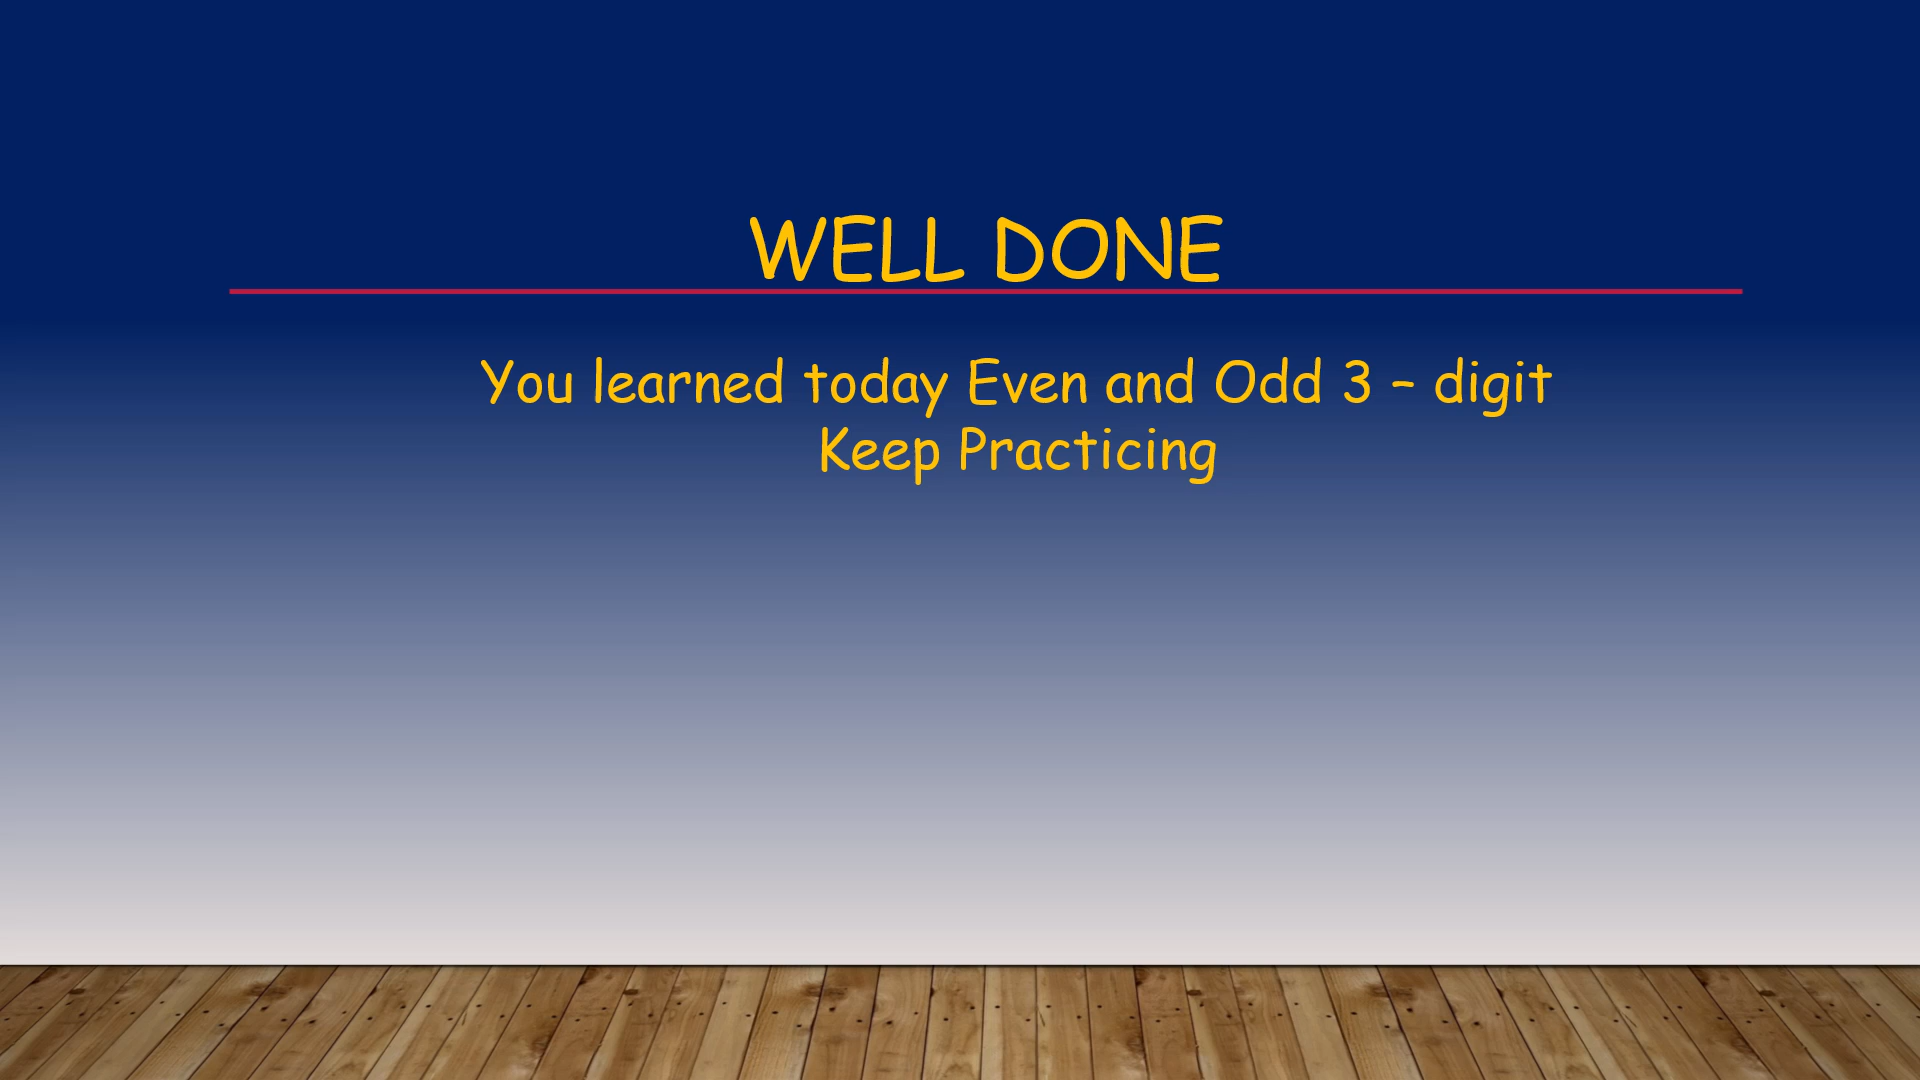 WELL DONE
You learned today Even and Odd 3 – digit
Keep Practicing